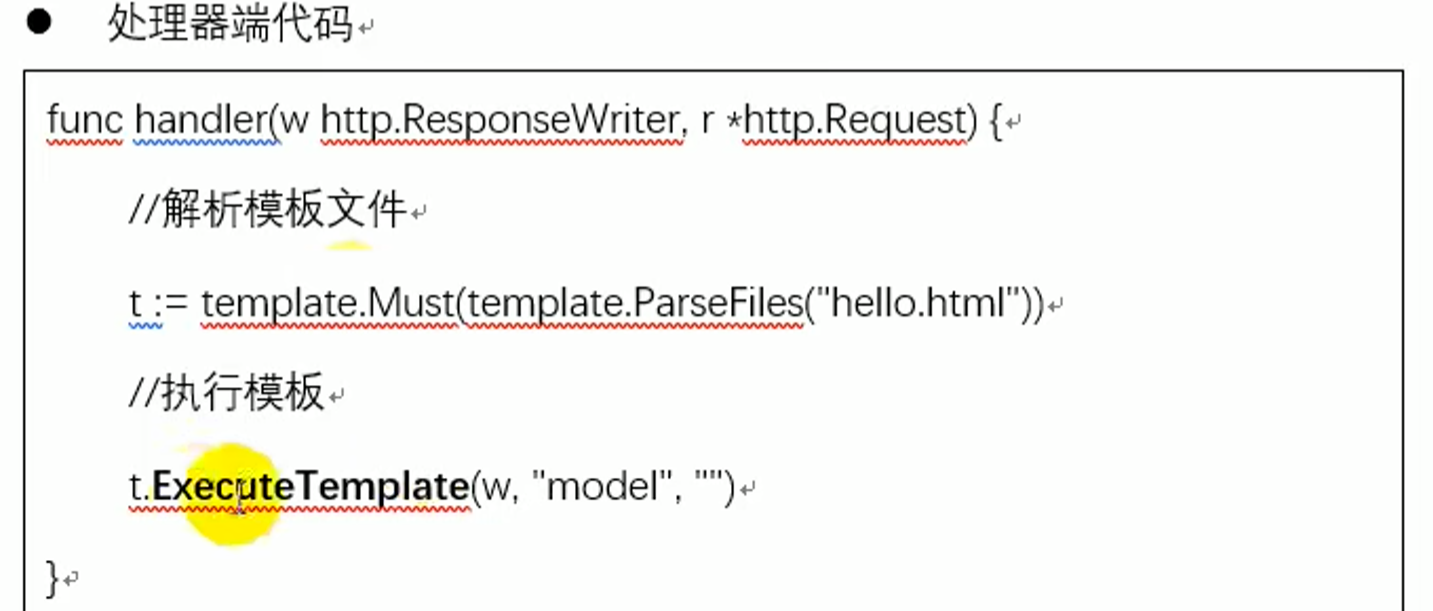 ● 处理器端代码
func handler(w http.ResponseWriter, r *http.Request) {
//解析模板文件
t := template.Must(template.ParseFiles("hello.html"))
//执行模板
t.ExecuteTemplate(w, "model", "")
}